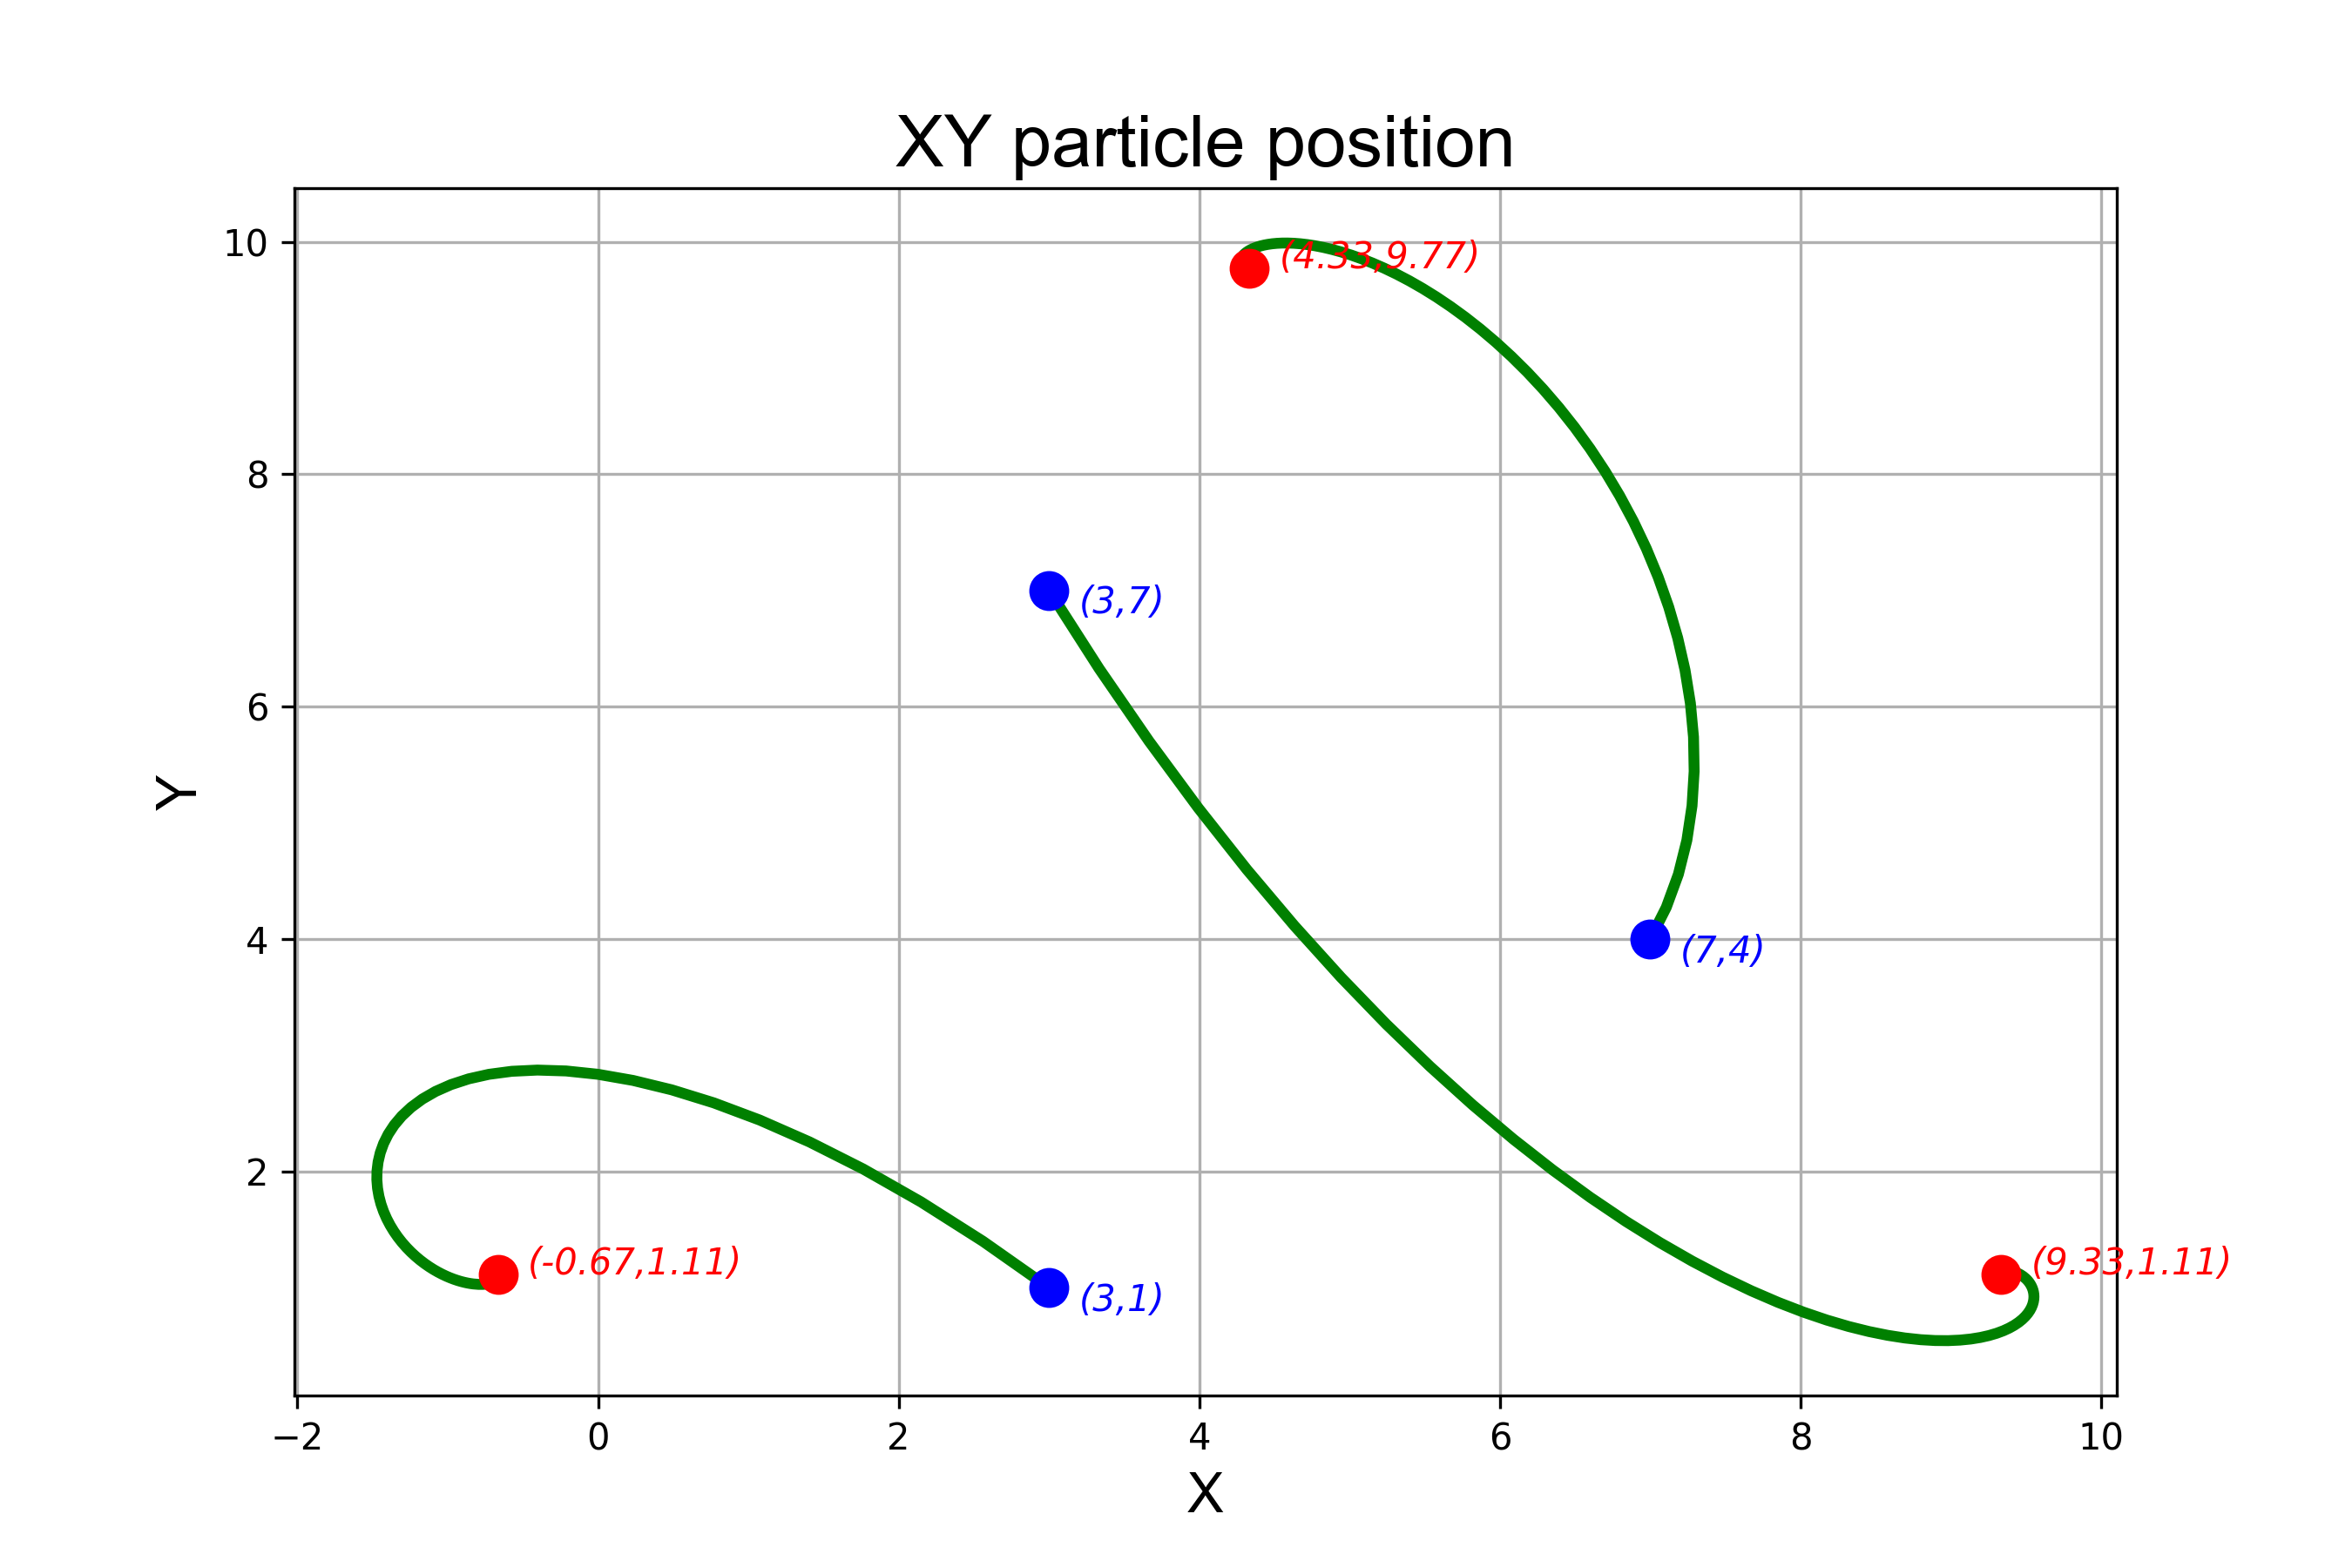 XY particle position
10
(4.33,9.77)
8
(3,7)
6
Y
4
(7,4)
2
(-0.67,1.11)
(9.33,1.11)
(3,1)
−2 0 2 4 6 8 10
X